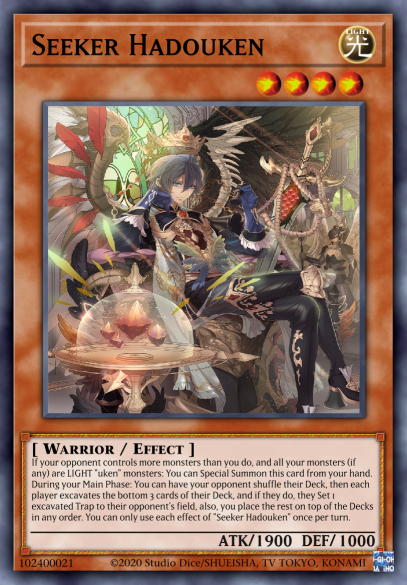 SEEKER HADOUKEN
LIGHT
光
[ Warrior / Effect ]
If your opponent controls more monsters than you do, and all your monsters (if
any) are LIGHT "uken" monsters: You can Special Summon this card from your hand.
During your Main Phase: You can have your opponent shuffle their Deck, then each
player excavates the bottom 3 cards of their Deck, and if they do, they Set 1
excavated Trap to their opponent's field, also, you place the rest on top of the Decks
in any order. You can only use each effect of "Seeker Hadouken" once per turn.
ATK/1900 DEF/1000
102400021 ©2020 Studio Dice/SHUEISHA, TV TOKYO, KONAMI